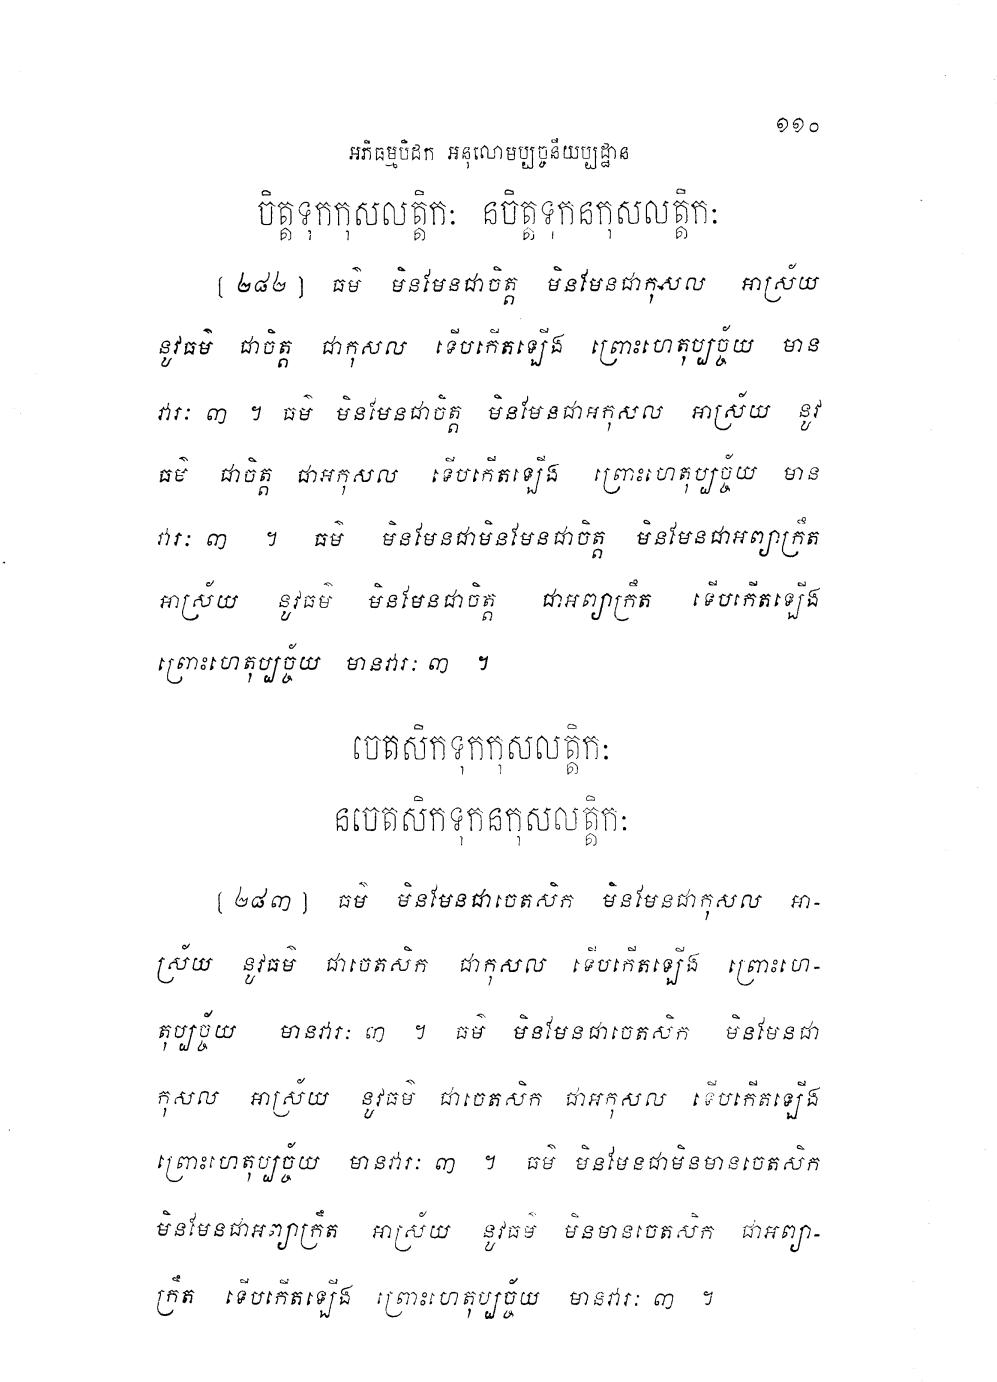 ១១០
អភិធម្មបិដក អនុលោមប្បច្ចនីយប្បដ្ឋាន
ចិត្តទុកកុសលត្តិកៈ នចិត្តទុកនកុសលត្តិកៈ
[ ២៨២ ] ធម៌ មិនមែនជាចិត្ត មិនមែនជាកុសល អាស្រ័យ
នូវធម៌ ជាចិត្ត ជាកុសល ទើបកើតឡើង ព្រោះហេតុប្បច្ច័យ មាន
វារៈ ៣ ។ ធម៌ មិនមែនជាចិត្ត មិនមែនជាអកុសល អាស្រ័យ នូវ
ធម៌ ជាចិត្ត ជាអកុសល ទើបកើតឡើង ព្រោះហេតុប្បច្ច័យ មាន
វារៈ ៣ ។ ធម៌ មិនមែនជាមិនមែនជាចិត្ត មិនមែនជាអព្យាក្រឹត
អាស្រ័យ នូវធម៌ មិនមែនជាចិត្ត ជាអព្យាក្រឹត ទើបកើតឡើង
ព្រោះហេតុប្បច្ច័យ មានវារៈ ៣ ។
ចេតសិកទុកកុសលត្តិកៈ
នចេតសិកទុកនកុសលត្តិកៈ
[ ២៨៣ ] ធម៌ មិនមែនជាចេតសិក មិនមែនជាកុសល អា-
ស្រ័យ នូវធម៌ ជាចេតសិក ជាកុសល ទើបកើតឡើង ព្រោះហេ-
តុប្បច្ច័យ មានវារៈ ៣ ។ ធម៌ មិនមែនជាចេតសិក មិនមែនជា
កុសល អាស្រ័យ នូវធម៌ ជាចេតសិក ជាអកុសល ទើបកើតឡើង
ព្រោះហេតុប្បច្ច័យ មានវារៈ ៣ ។ ធម៌ មិនមែនជាមិនមានចេតសិក
មិនមែនជាអព្យាក្រឹត អាស្រ័យ នូវធម៌ មិនមានចេតសិក ជាអព្យា-
ក្រឹត ទើបកើតឡើង ព្រោះហេតុប្បច្ច័យ មានវារៈ ៣ ។